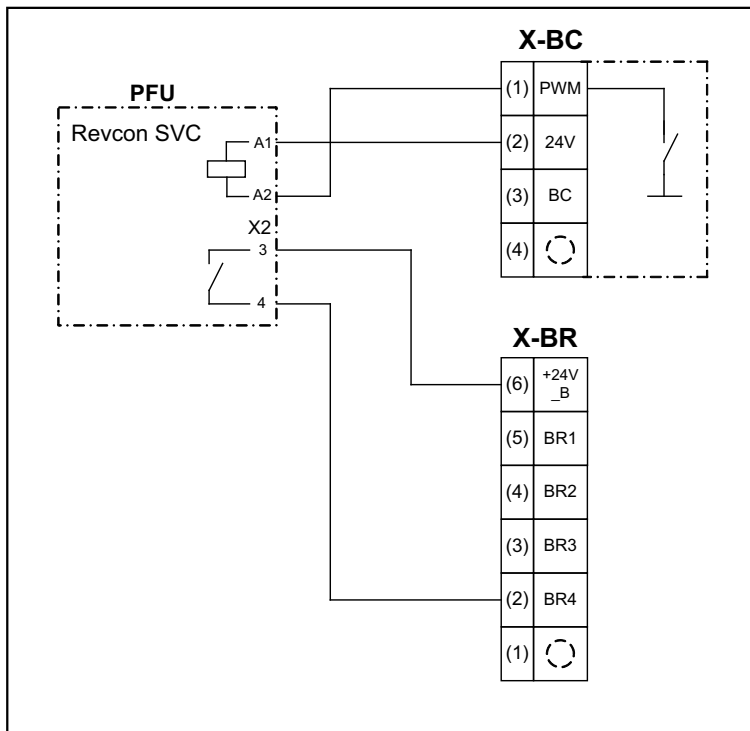 PFU
Revcon SVC
A1
A2
X2
3
4
X-BC
(1) PWM
(2) 24V
(3) BC
(4)
X-BR
(6) +24V
_B
(5) BR1
(4) BR2
(3) BR3
(2) BR4
(1)